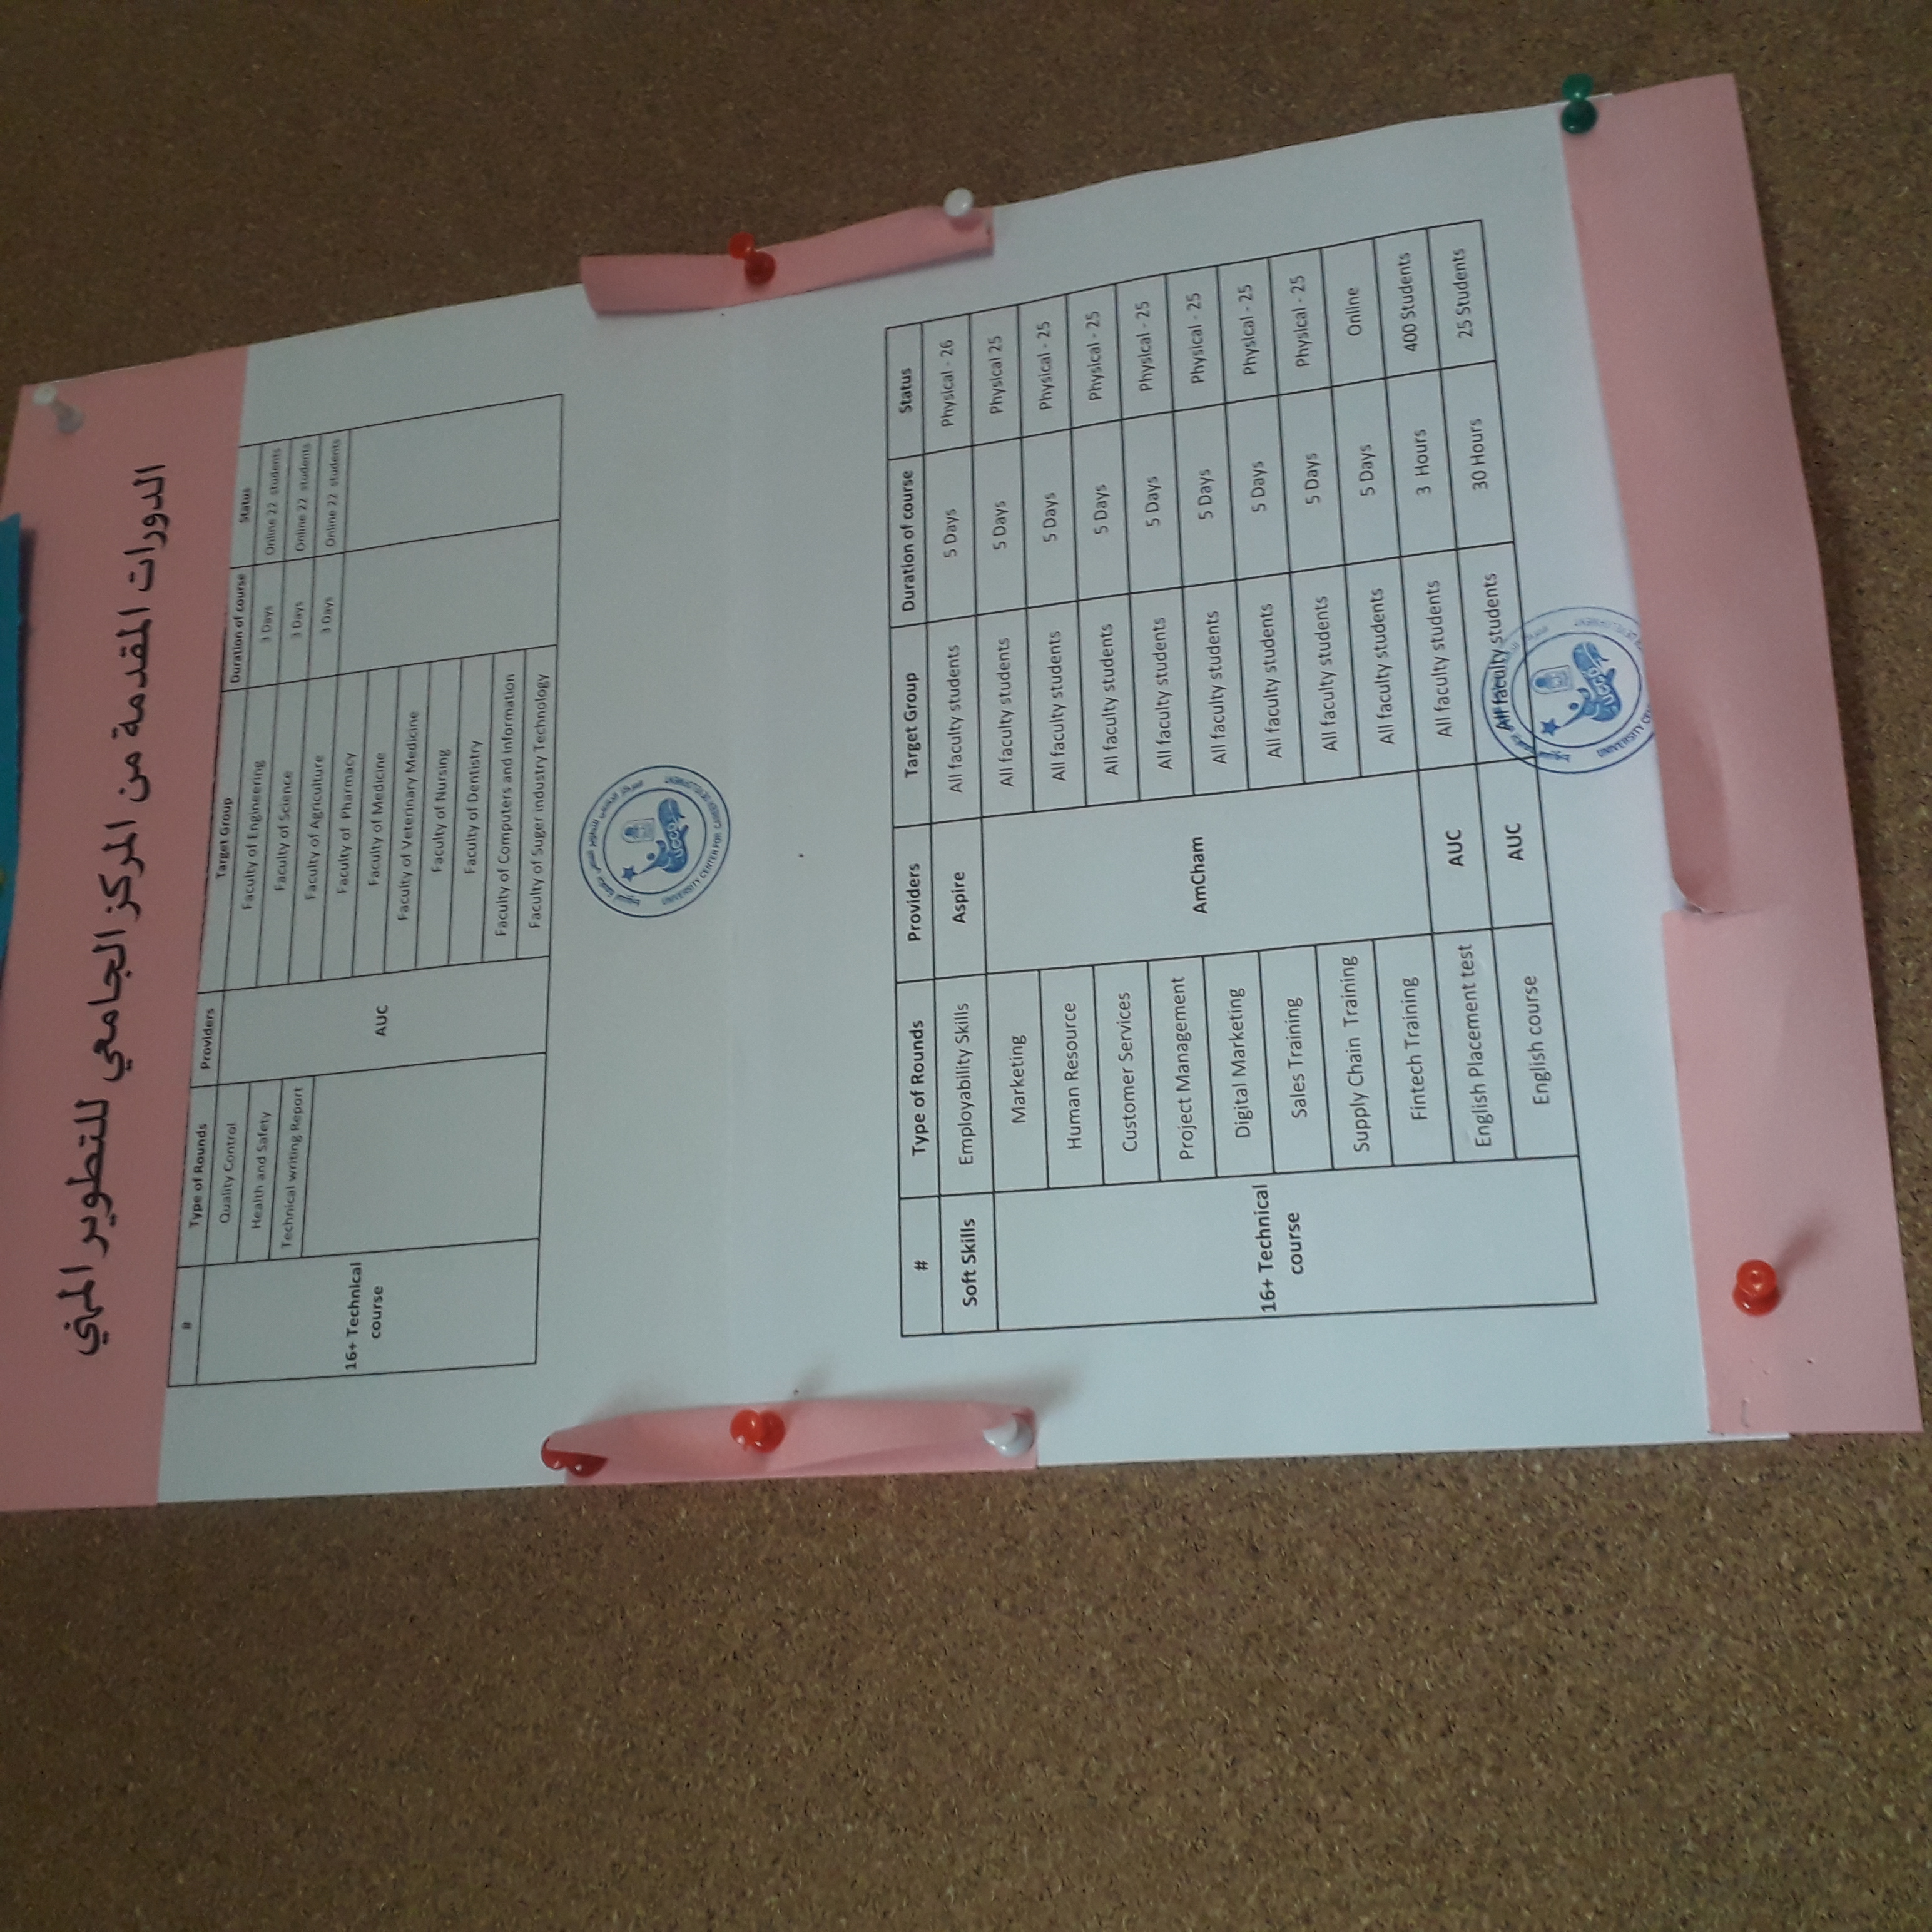 الدورات المقدمة من المركز الجامعي للتطوير المهني
# Type of Rounds Providers Target Group Duration of course Status
16+ Technical course
AUC
Quality Control Faculty of Engineering 3 Days Online 22 students
Health and Safety Faculty of Science 3 Days Online 22 students
Technical writing Report Faculty of Agriculture 3 Days Online 22 students
Faculty of Pharmacy
Faculty of Medicine
Faculty of Veterinary Medicine
Faculty of Nursing
Faculty of Dentistry
Faculty of Computers and information
Faculty of Suger industry Technology
UCCD
UNIVERSITY CENTER FOR CAREER DEVELOPMENT
# Type of Rounds Providers Target Group Duration of course Status
Soft Skills Employability Skills Aspire All faculty students 5 Days Physical - 26
16+ Technical course
AmCham
Marketing All faculty students 5 Days Physical 25
Human Resource All faculty students 5 Days Physical - 25
Customer Services All faculty students 5 Days Physical - 25
Project Management All faculty students 5 Days Physical - 25
Digital Marketing All faculty students 5 Days Physical - 25
Sales Training All faculty students 5 Days Physical - 25
Supply Chain Training All faculty students 5 Days Physical - 25
Fintech Training All faculty students 5 Days Online
English Placement test AUC All faculty students 3 Hours 400 Students
English course AUC All faculty students 30 Hours 25 Students
UCCD
UNIVERSITY DEVELOPMENT